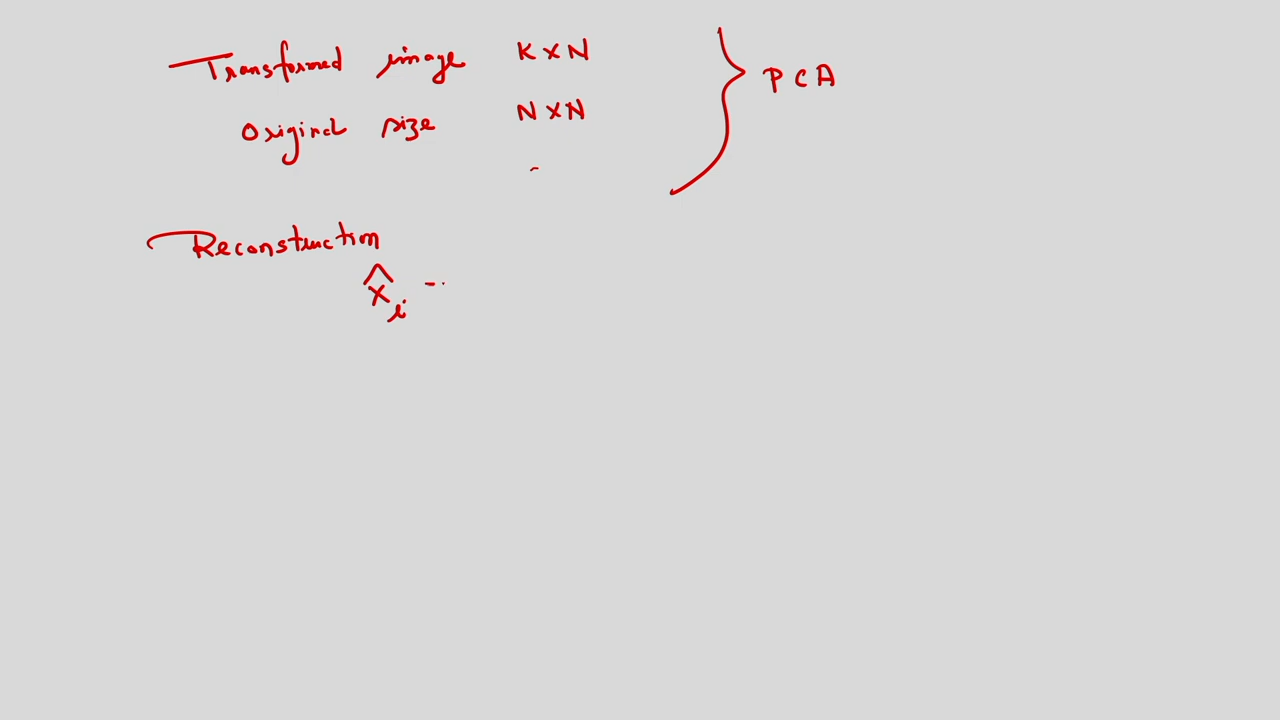 Transformed image K×N
Original size N×N
PCA
Reconstruction
X̂ᵢ -